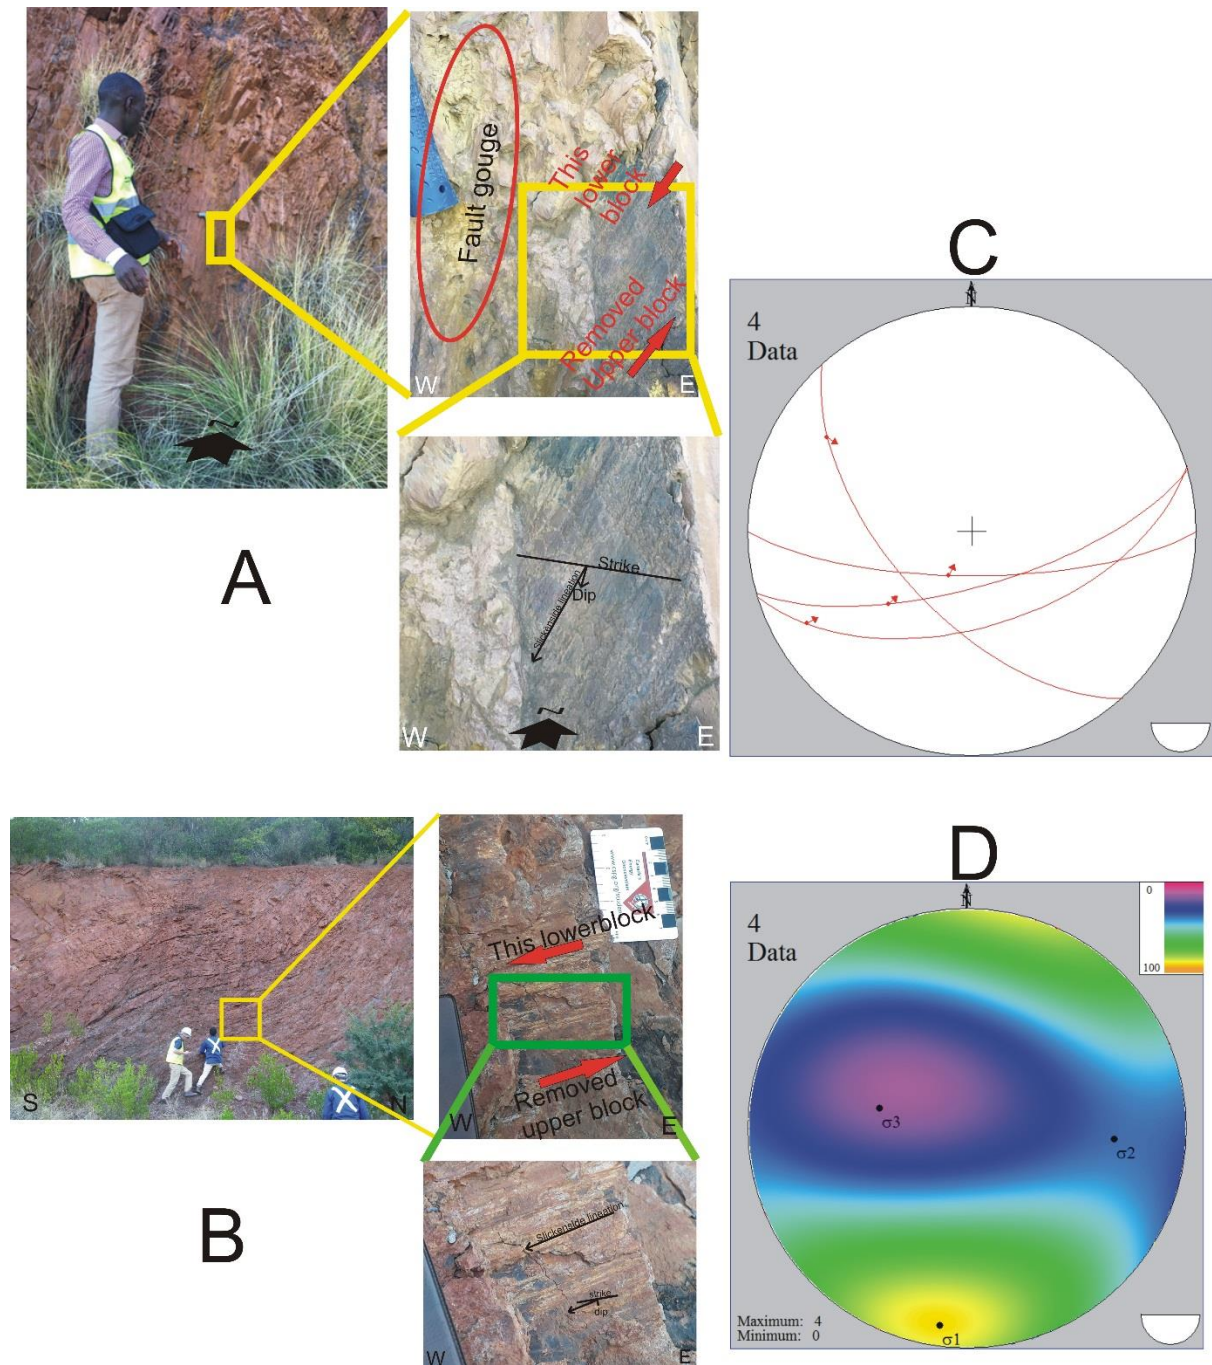 N
A
Fault gouge
This
lower
block
Removed
Upper block
W
E
Strike
Dip
Slickenside lineation
N
W
E
C
N
4
Data
B
S
N
This lowerblock
Removed
upper block
W
E
Slickenside lineation
strike
dip
W
E
D
N
4
Data
0
100
σ3
σ2
σ1
Maximum: 4
Minimum: 0